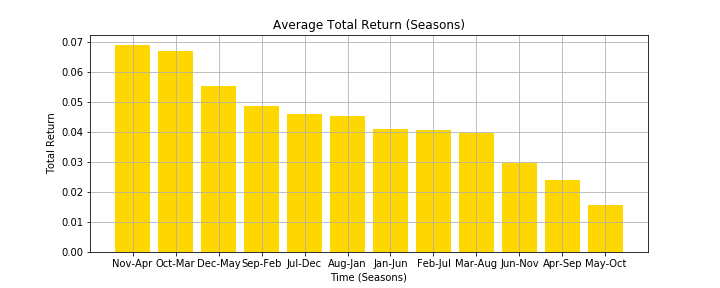 Average Total Return (Seasons)
0.07
0.06
0.05
0.04
0.03
0.02
0.01
0.00
Total Return
Nov-Apr Oct-Mar Dec-May Sep-Feb Jul-Dec Aug-Jan Jan-Jun Feb-Jul Mar-Aug Jun-Nov Apr-Sep May-Oct
Time (Seasons)